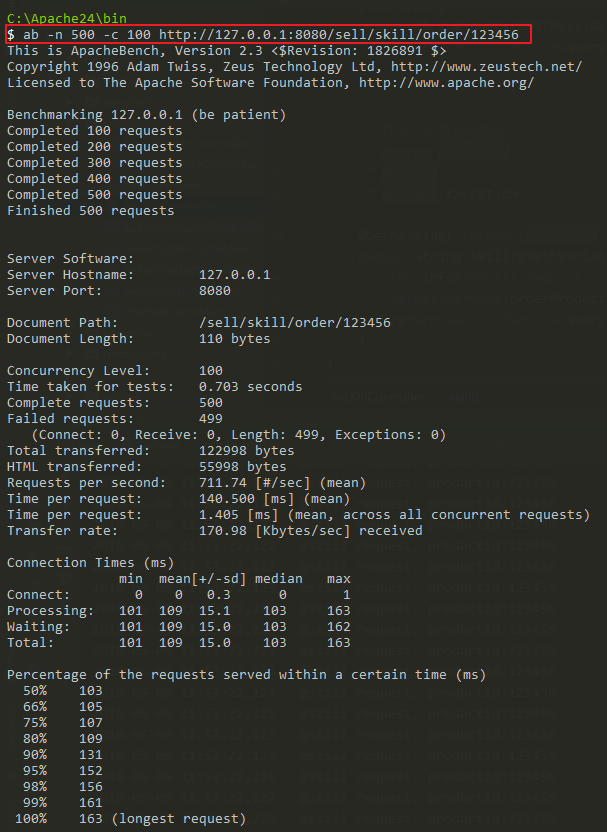 C:\Apache24\bin
$ ab -n 500 -c 100 http://127.0.0.1:8080/sell/skill/order/123456
This is ApacheBench, Version 2.3 <$Revision: 1826891 $>
Copyright 1996 Adam Twiss, Zeus Technology Ltd, http://www.zeustech.net/
Licensed to The Apache Software Foundation, http://www.apache.org/

Benchmarking 127.0.0.1 (be patient)
Completed 100 requests
Completed 200 requests
Completed 300 requests
Completed 400 requests
Completed 500 requests
Finished 500 requests


Server Software:
Server Hostname:        127.0.0.1
Server Port:            8080

Document Path:          /sell/skill/order/123456
Document Length:        110 bytes

Concurrency Level:      100
Time taken for tests:   0.703 seconds
Complete requests:      500
Failed requests:        499
   (Connect: 0, Receive: 0, Length: 499, Exceptions: 0)
Total transferred:      122998 bytes
HTML transferred:       55998 bytes
Requests per second:    711.74 [#/sec] (mean)
Time per request:       140.500 [ms] (mean)
Time per request:       1.405 [ms] (mean, across all concurrent requests)
Transfer rate:          170.98 [Kbytes/sec] received

Connection Times (ms)
              min  mean[+/-sd] median   max
Connect:        0    0   0.3      0       1
Processing:   101  109  15.1    103     163
Waiting:      101  109  15.0    103     162
Total:        101  109  15.0    103     163

Percentage of the requests served within a certain time (ms)
  50%    103
  66%    105
  75%    107
  80%    109
  90%    131
  95%    152
  98%    156
  99%    161
 100%    163 (longest request)